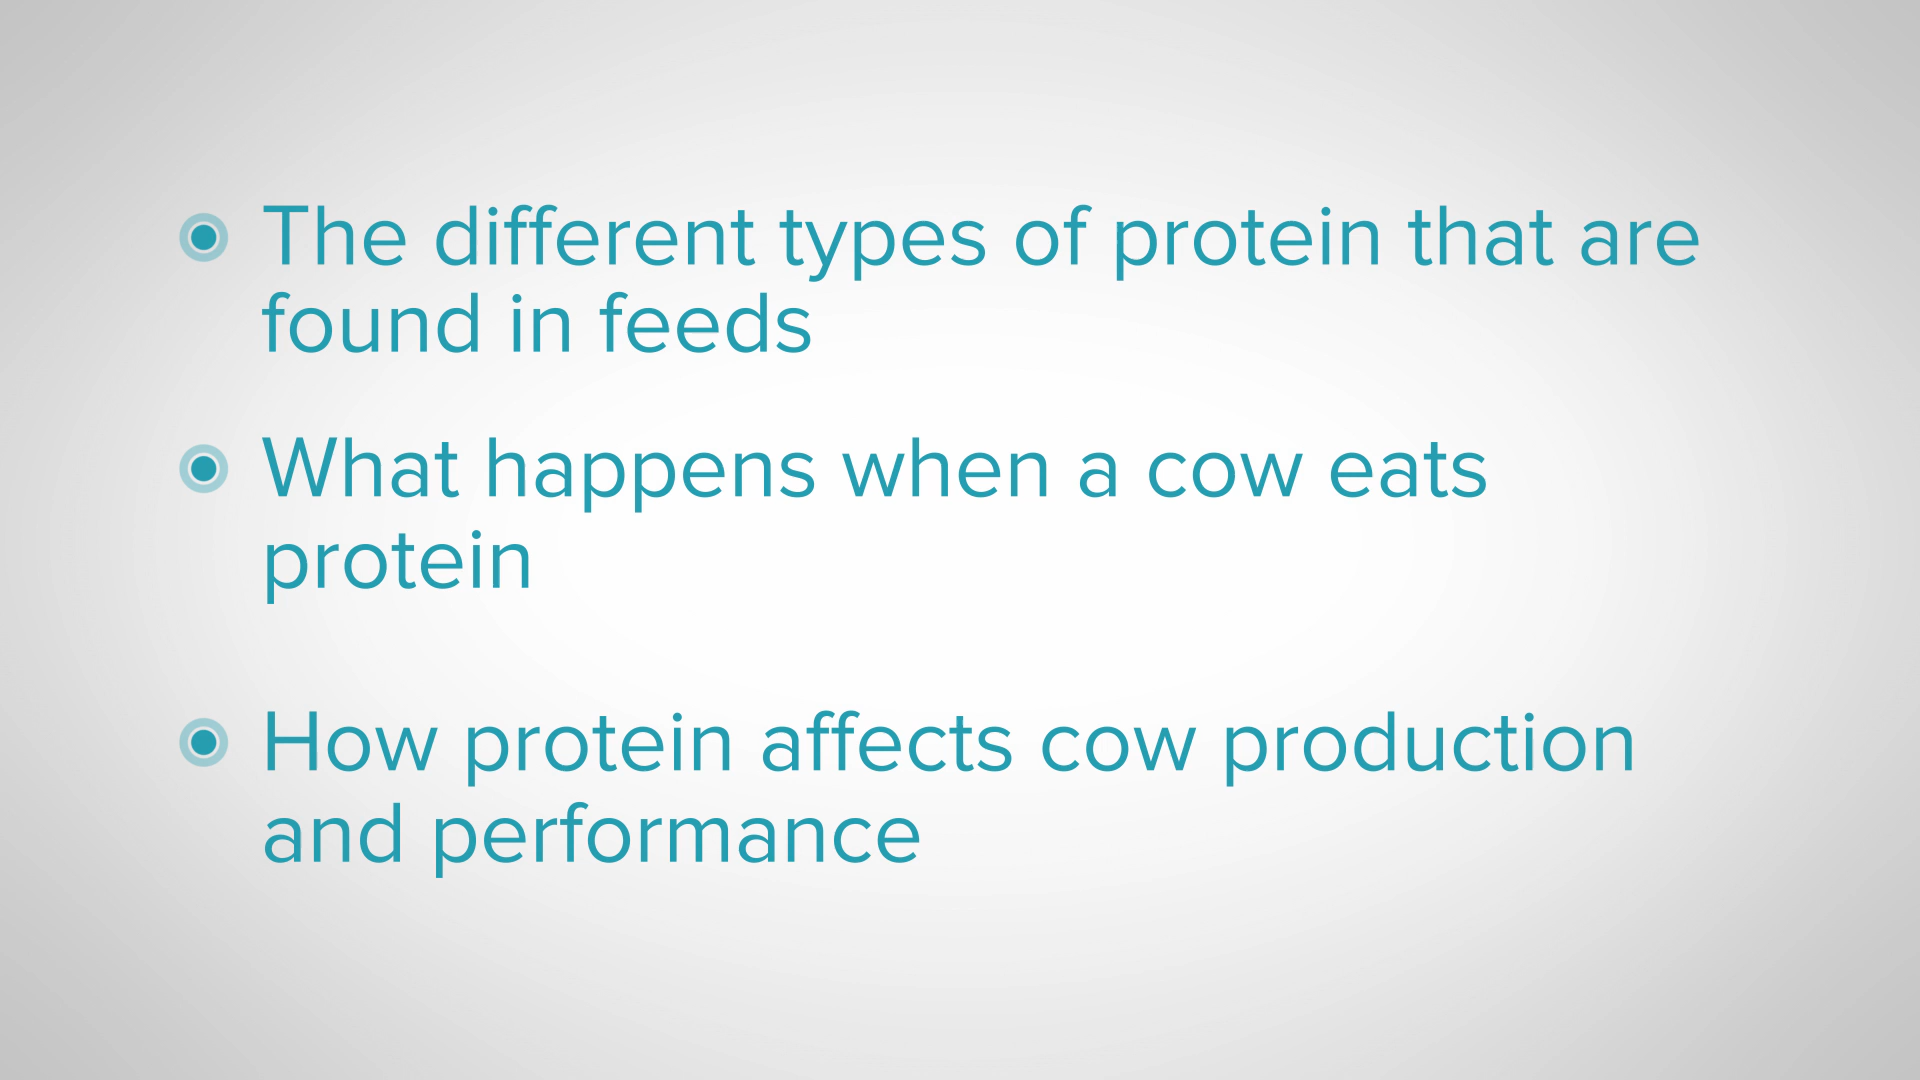 The different types of protein that are
found in feeds
What happens when a cow eats
protein
How protein affects cow production
and performance